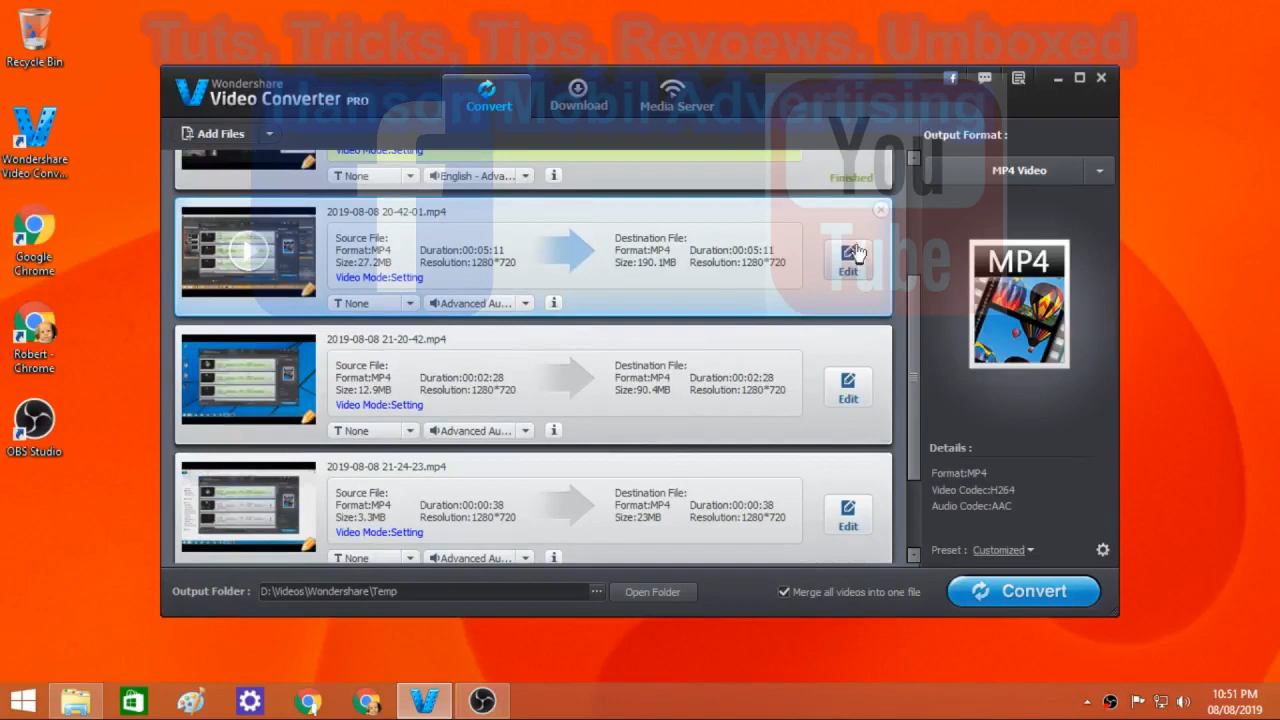 Tuts, Tricks, Tips, Revoews, Umboxed
Hanson Mobil Advertising
Recycle Bin
Wondershare
Video Conv...
Google
Chrome
Robert -
Chrome
OBS Studio
Wondershare
Video Converter PRO
Convert
Download
Media Server
Add Files
Output Format :
MP4 Video
You
Tube
Video Mode:Setting
T None
English - Adva...
Finished
2019-08-08 20-42-01.mp4
Source File:
Format:MP4 Duration:00:05:11
Size:27.2MB Resolution:1280*720
Video Mode:Setting
Destination File:
Format:MP4 Duration:00:05:11
Size:190.1MB Resolution:1280*720
Edit
T None
Advanced Au...
2019-08-08 21-20-42.mp4
Source File:
Format:MP4 Duration:00:02:28
Size:12.9MB Resolution:1280*720
Video Mode:Setting
Destination File:
Format:MP4 Duration:00:02:28
Size:90.4MB Resolution:1280*720
Edit
T None
Advanced Au...
2019-08-08 21-24-23.mp4
Source File:
Format:MP4 Duration:00:00:38
Size:3.3MB Resolution:1280*720
Video Mode:Setting
Destination File:
Format:MP4 Duration:00:00:38
Size:23MB Resolution:1280*720
Edit
T None
Advanced Au...
MP4
Details :
Format:MP4
Video Codec:H264
Audio Codec:AAC
Preset : Customized
Output Folder : D:\Videos\Wondershare\Temp
...
Open Folder
Merge all videos into one file
Convert
10:51 PM
08/08/2019